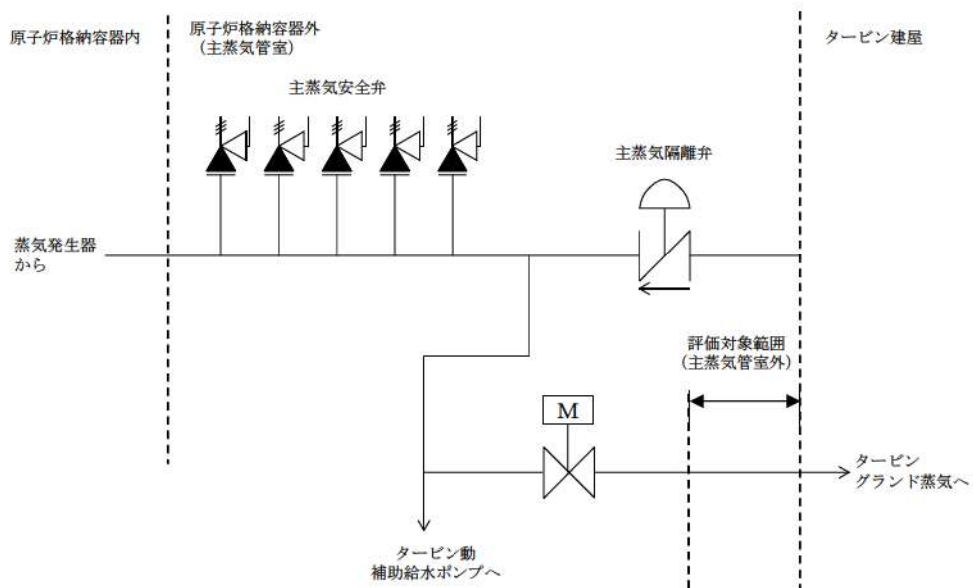 原子炉格納容器内
原子炉格納容器外
（主蒸気管室）
タービン建屋
主蒸気安全弁
主蒸気隔離弁
蒸気発生器
から
評価対象範囲
（主蒸気管室外）
M
タービン
グランド蒸気へ
タービン動
補助給水ポンプへ